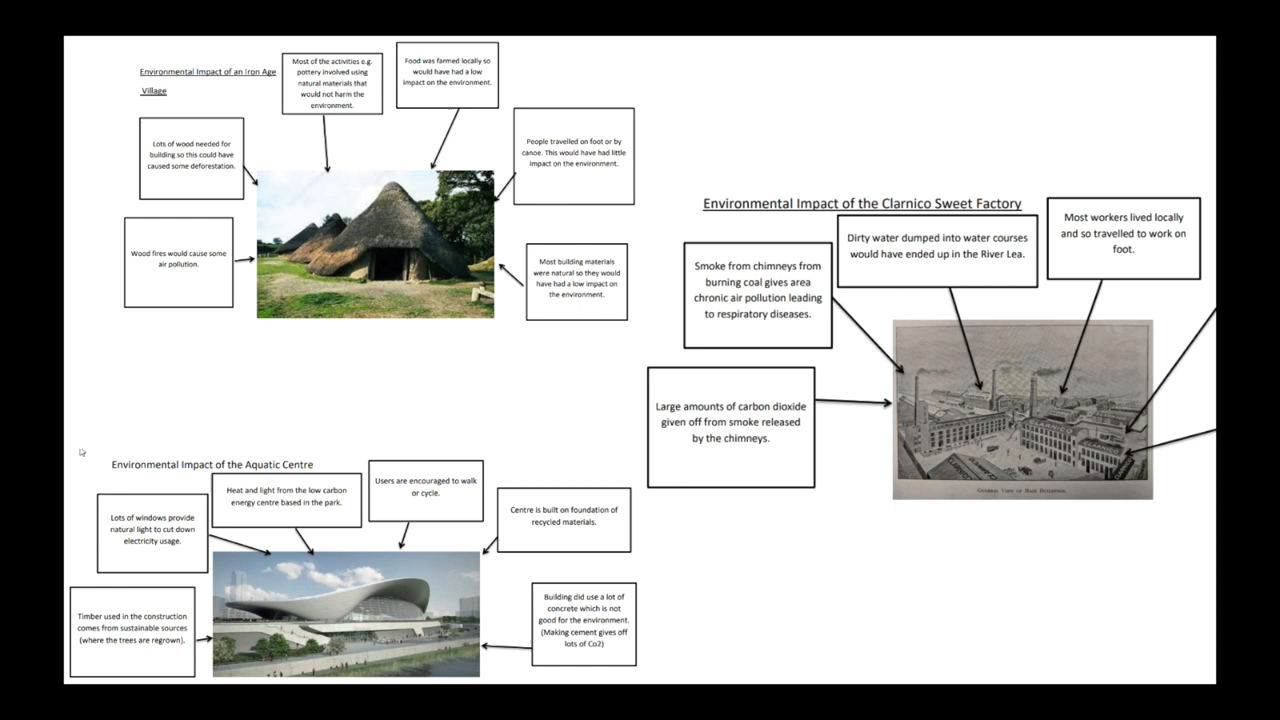 Environmental Impact of an Iron Age
Village
Most of the activities e.g.
pottery involved using
natural materials that
would not harm the
environment.
Food was farmed locally so
would have had a low
impact on the environment.
Lots of wood needed for
building so this could have
caused some deforestation.
People travelled on foot or by
canoe. This would have had little
impact on the environment.
Wood fires would cause some
air pollution.
Most building materials
were natural so they would
have had a low impact on
the environment.
Environmental Impact of the Clarnico Sweet Factory
Smoke from chimneys from
burning coal gives area
chronic air pollution leading
to respiratory diseases.
Dirty water dumped into water courses
would have ended up in the River Lea.
Most workers lived locally
and so travelled to work on
foot.
Large amounts of carbon dioxide
given off from smoke released
by the chimneys.
General View of
Environmental Impact of the Aquatic Centre
Lots of windows provide
natural light to cut down
electricity usage.
Heat and light from the low carbon
energy centre based in the park.
Users are encouraged to walk
or cycle.
Centre is built on foundation of
recycled materials.
Timber used in the construction
comes from sustainable sources
(where the trees are regrown).
Building did use a lot of
concrete which is not
good for the environment.
(Making cement gives off
lots of Co2)